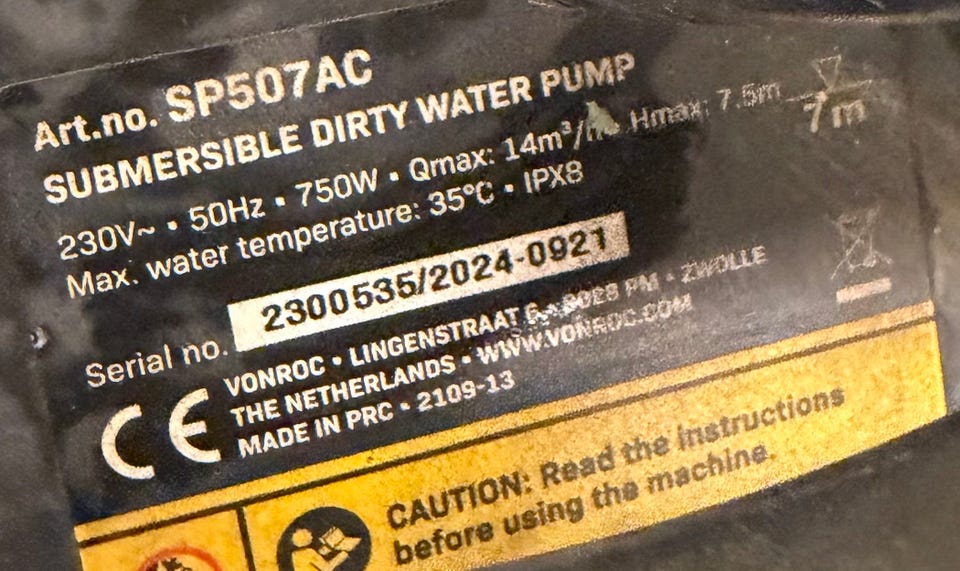 Art.no. SP507AC
SUBMERSIBLE DIRTY WATER PUMP
230V~ • 50Hz • 750W • Qmax: 14m³/ Hmax: 7.5m
7m
Max. water temperature: 35°C • IPX8
Serial no. 2300535/2024-0921
CE
VONROC • LINGENSTRAAT PM • ZWOLLE
THE NETHERLANDS • WWW.VONROC.COM
MADE IN PRC • 2109-13
CAUTION: Read the instructions
before using the machine.